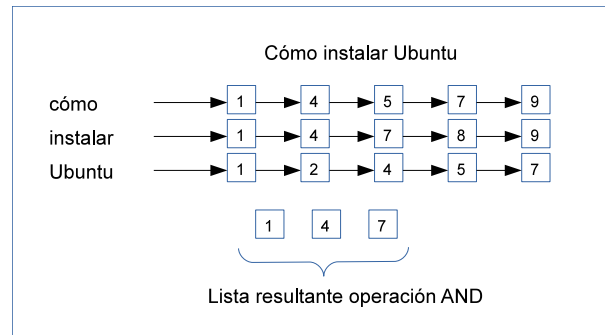 Cómo instalar Ubuntu
cómo 1 4 5 7 9
instalar 1 4 7 8 9
Ubuntu 1 2 4 5 7
1 4 7
Lista resultante operación AND